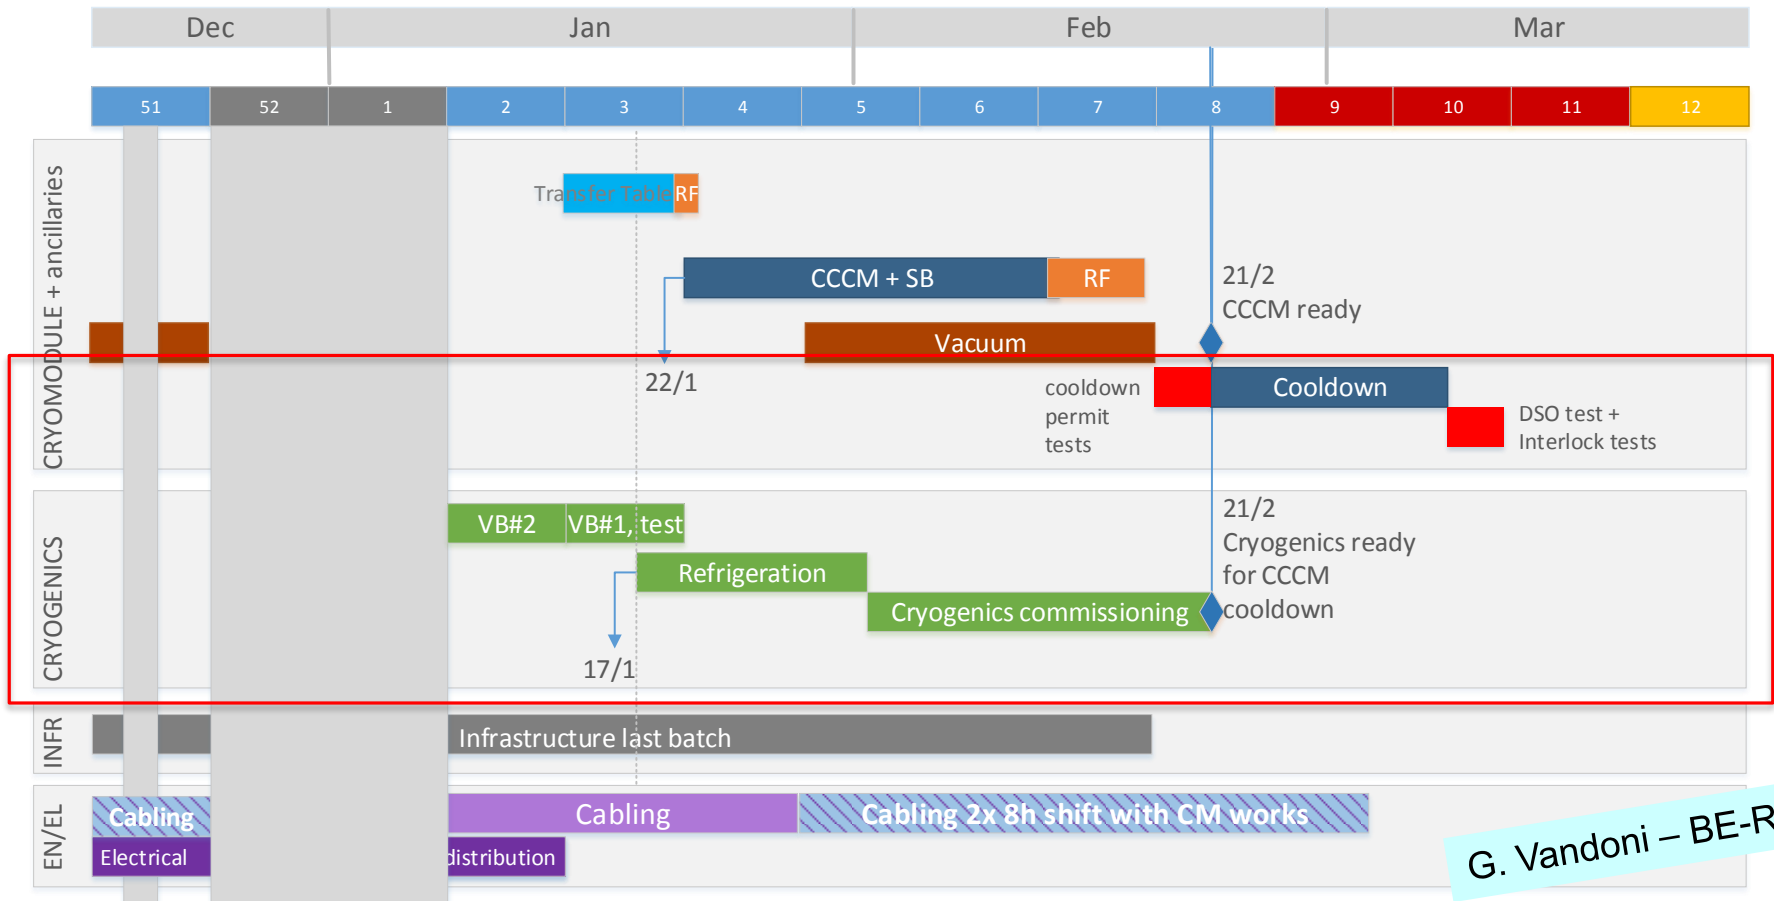 Dec Jan Feb Mar
51 52 1 2 3 4 5 6 7 8 9 10 11 12
CRYOMODULE + ancillaries
Transfer Table RF
CCCM + SB RF
21/2
CCCM ready
Vacuum
22/1
cooldown
permit
tests
Cooldown
DSO test +
Interlock tests
CRYOGENICS
VB#2 VB#1, test
21/2
Cryogenics ready
for CCCM
cooldown
Refrigeration
Cryogenics commissioning
17/1
INFR
Infrastructure last batch
EN/EL
Cabling Cabling Cabling 2x 8h shift with CM works
Electrical distribution
G. Vandoni – BE-R